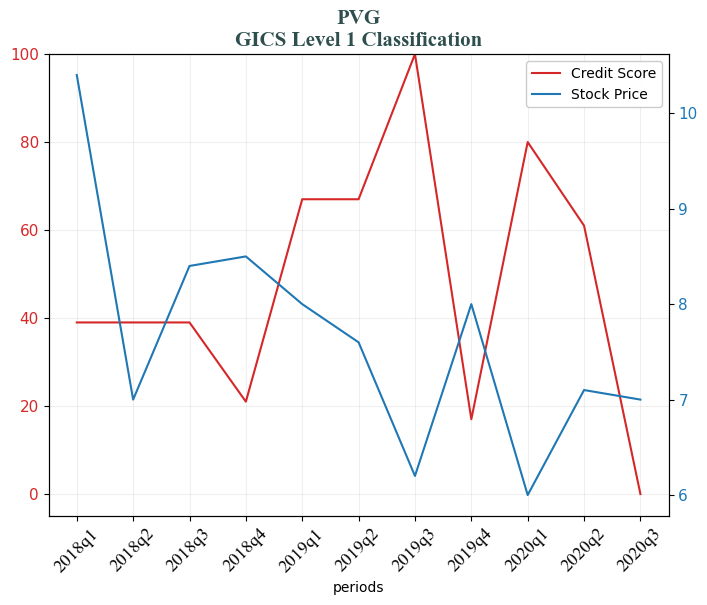 PVG
GICS Level 1 Classification
Credit Score
Stock Price
100
80
60
40
20
0
10
9
8
7
6
2018q1
2018q2
2018q3
2018q4
2019q1
2019q2
2019q3
2019q4
2020q1
2020q2
2020q3
periods